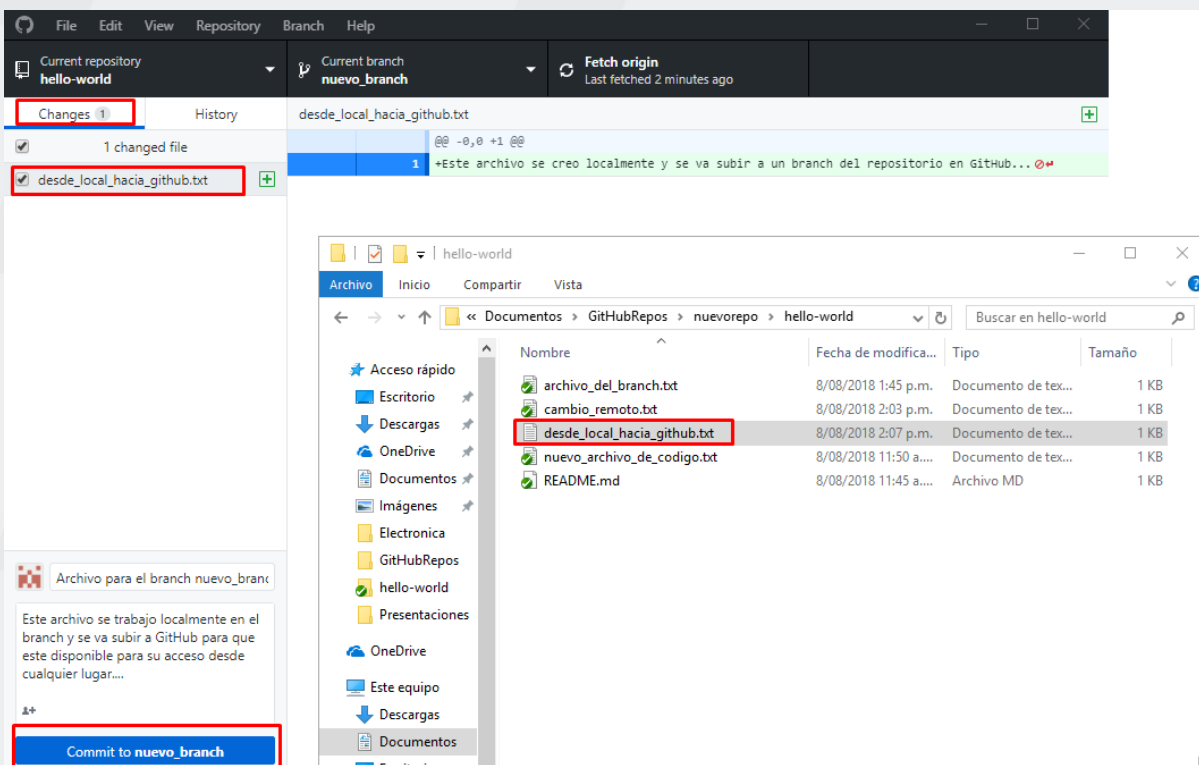 File Edit View Repository Branch Help
Current repository
hello-world
Current branch
nuevo_branch
Fetch origin
Last fetched 2 minutes ago
Changes 1
History
desde_local_hacia_github.txt
1 changed file
@@ -0,0 +1 @@
desde_local_hacia_github.txt
1 +Este archivo se creo localmente y se va subir a un branch del repositorio en GitHub...
hello-world
Archivo Inicio Compartir Vista
« Documentos > GitHubRepos > nuevorepo > hello-world
Buscar en hello-world
Nombre Fecha de modifica... Tipo Tamaño
archivo_del_branch.txt 8/08/2018 1:45 p.m. Documento de tex... 1 KB
cambio_remoto.txt 8/08/2018 2:03 p.m. Documento de tex... 1 KB
desde_local_hacia_github.txt 8/08/2018 2:07 p.m. Documento de tex... 1 KB
nuevo_archivo_de_codigo.txt 8/08/2018 11:50 a.... Documento de tex... 1 KB
README.md 8/08/2018 11:45 a.... Archivo MD 1 KB
Acceso rápido
Escritorio
Descargas
OneDrive
Documentos
Imágenes
Electronica
GitHubRepos
hello-world
Presentaciones
OneDrive
Este equipo
Descargas
Documentos
Archivo para el branch nuevo_branc
Este archivo se trabajo localmente en el
branch y se va subir a GitHub para que
este disponible para su acceso desde
cualquier lugar....
Commit to nuevo_branch